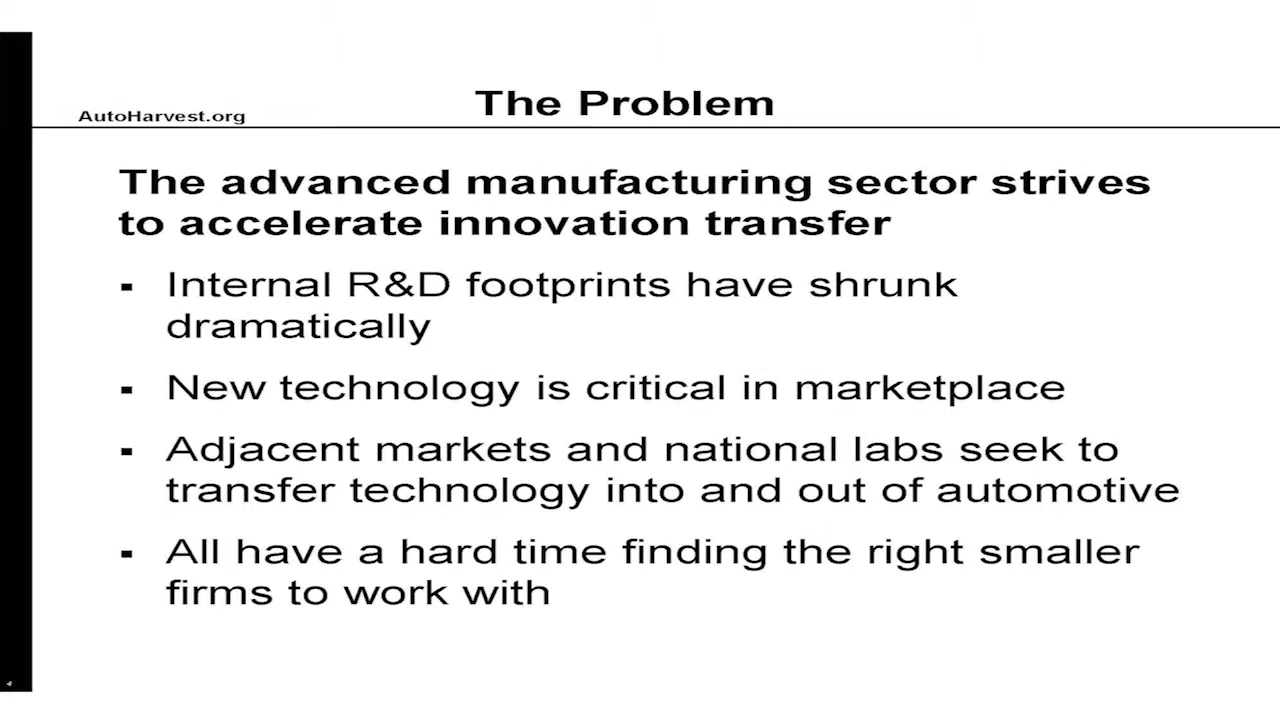 The Problem
AutoHarvest.org
The advanced manufacturing sector strives
to accelerate innovation transfer
▪ Internal R&D footprints have shrunk
dramatically
▪ New technology is critical in marketplace
▪ Adjacent markets and national labs seek to
transfer technology into and out of automotive
▪ All have a hard time finding the right smaller
firms to work with
4